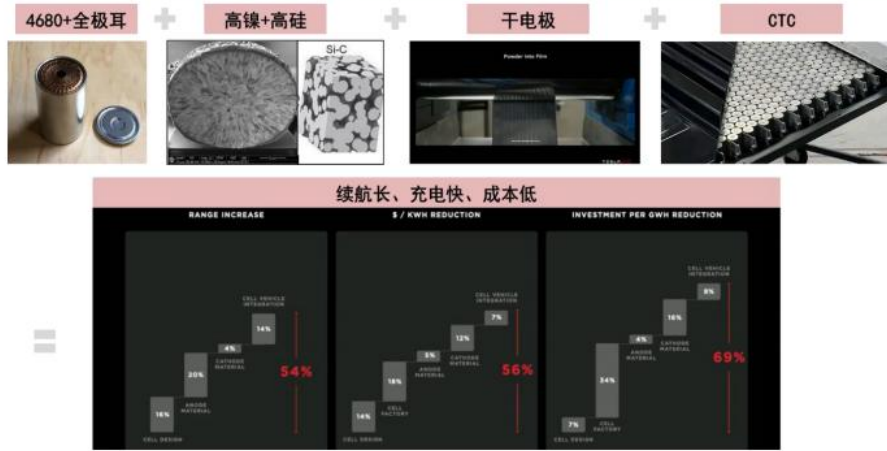 4680+全极耳 + 高镍+高硅 + 干电极 + CTC
Si-C
Powder into Film
TESLA
续航长、充电快、成本低
RANGE INCREASE
$ / KWH REDUCTION
INVESTMENT PER GWH REDUCTION
=
16%
CELL DESIGN
20%
ANODE MATERIAL
4%
CATHODE MATERIAL
14%
CELL VEHICLE INTEGRATION
54%
14%
CELL DESIGN
18%
CELL FACTORY
5%
ANODE MATERIAL
12%
CATHODE MATERIAL
7%
CELL VEHICLE INTEGRATION
56%
7%
CELL DESIGN
34%
CELL FACTORY
4%
ANODE MATERIAL
16%
CATHODE MATERIAL
8%
CELL VEHICLE INTEGRATION
69%